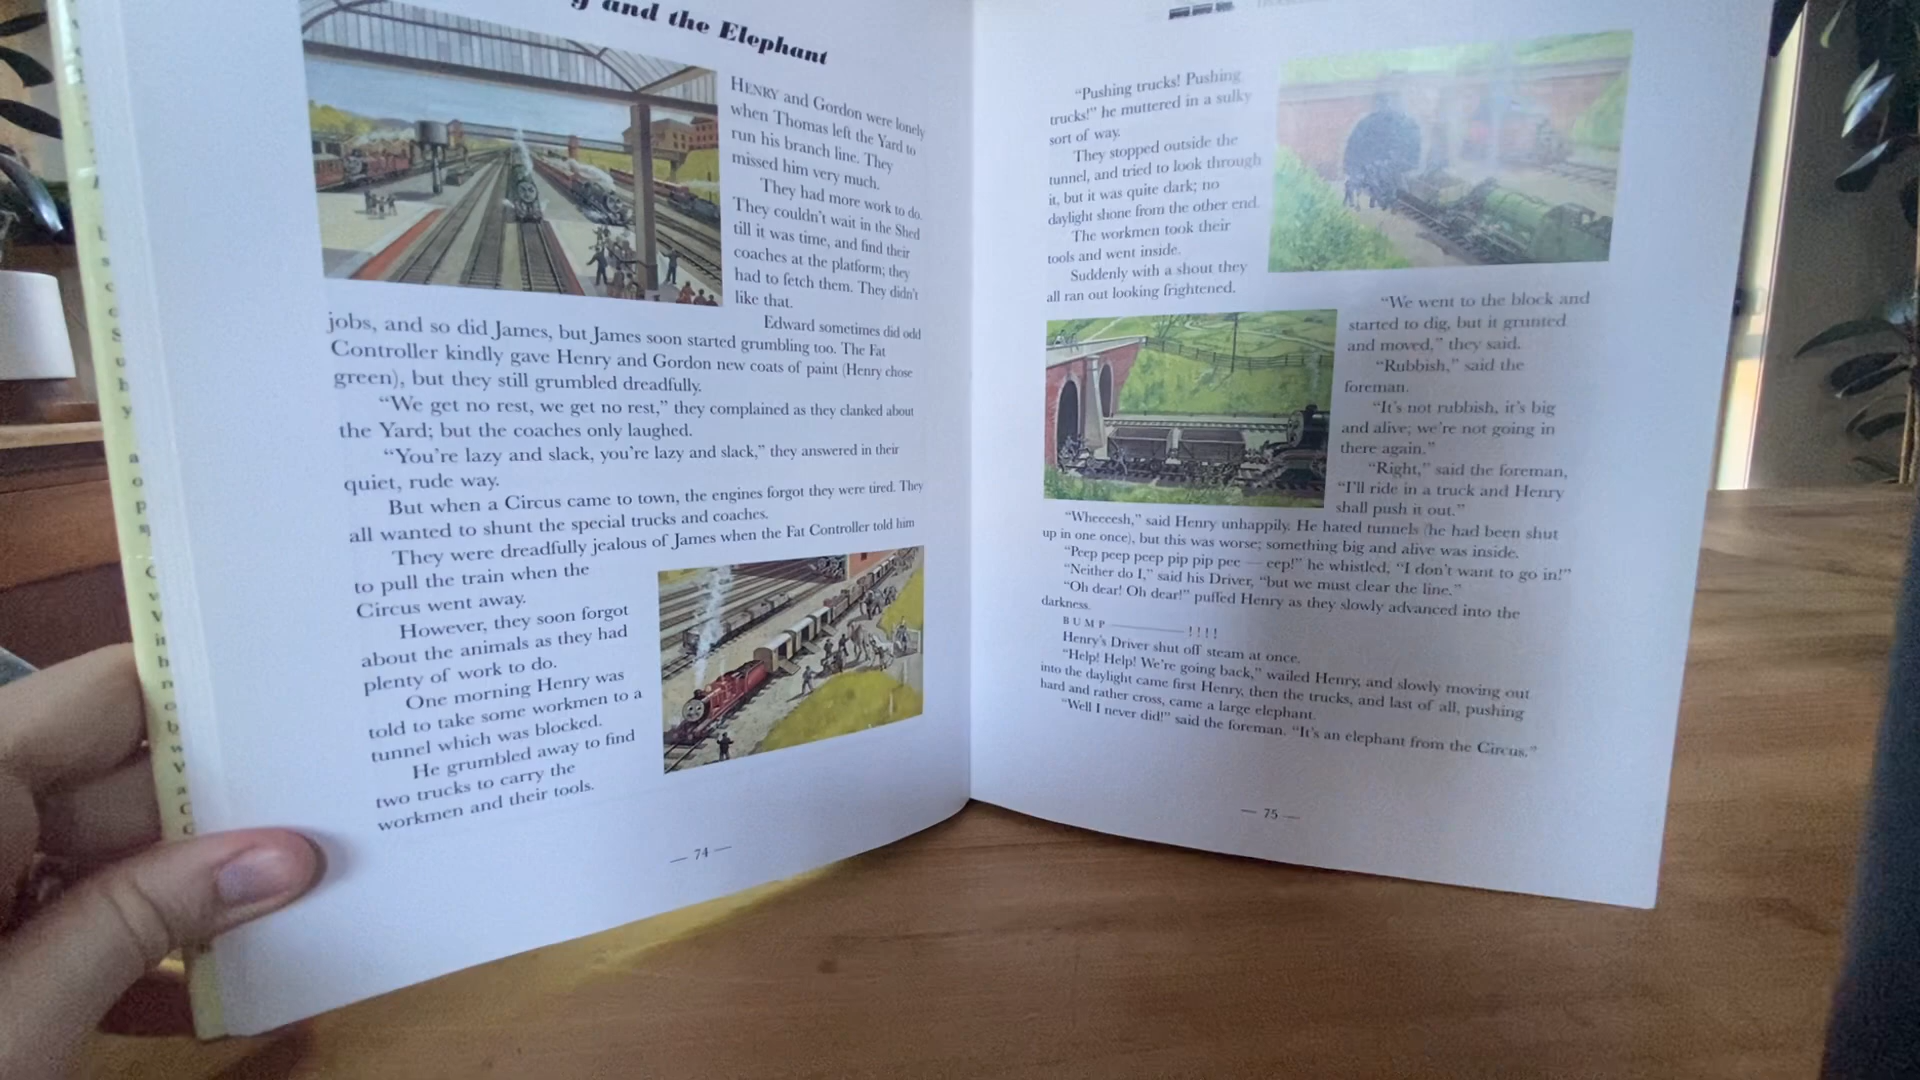 and the Elephant
HENRY and Gordon were lonely
when Thomas left the Yard to
run his branch line. They
missed him very much.
They had more work to do.
They couldn't wait in the Shed
till it was time, and find their
coaches at the platform; they
had to fetch them. They didn't
like that.
Edward sometimes did odd
jobs, and so did James, but James soon started grumbling too. The Fat
Controller kindly gave Henry and Gordon new coats of paint (Henry chose
green), but they still grumbled dreadfully.
"We get no rest, we get no rest," they complained as they clanked about
the Yard; but the coaches only laughed.
"You're lazy and slack, you're lazy and slack," they answered in their
quiet, rude way.
But when a Circus came to town, the engines forgot they were tired. They
all wanted to shunt the special trucks and coaches.
They were dreadfully jealous of James when the Fat Controller told him
to pull the train when the
Circus went away.
However, they soon forgot
about the animals as they had
plenty of work to do.
One morning Henry was
told to take some workmen to a
tunnel which was blocked.
He grumbled away to find
two trucks to carry the
workmen and their tools.
— 74 —
"Pushing trucks! Pushing
trucks!" he muttered in a sulky
sort of way.
They stopped outside the
tunnel, and tried to look through
it, but it was quite dark; no
daylight shone from the other end.
The workmen took their
tools and went inside.
Suddenly with a shout they
all ran out looking frightened.
"We went to the block and
started to dig, but it grunted
and moved," they said.
"Rubbish," said the
foreman.
"It's not rubbish, it's big
and alive; we're not going in
there again."
"Right," said the foreman,
"I'll ride in a truck and Henry
shall push it out."
"Wheeeesh," said Henry unhappily. He hated tunnels (he had been shut
up in one once), but this was worse; something big and alive was inside.
"Peep peep peep pip pip pee — eep!" he whistled, "I don't want to go in!"
"Neither do I," said his Driver, "but we must clear the line."
"Oh dear! Oh dear!" puffed Henry as they slowly advanced into the
darkness.
BUMP ————!!!!
Henry's Driver shut off steam at once.
"Help! Help! We're going back," wailed Henry, and slowly moving out
into the daylight came first Henry, then the trucks, and last of all, pushing
hard and rather cross, came a large elephant.
"Well I never did!" said the foreman. "It's an elephant from the Circus."
— 75 —